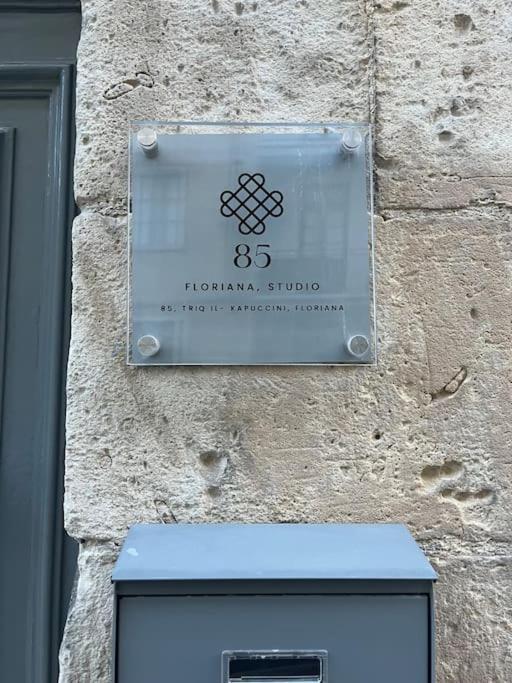 85
FLORIANA, STUDIO
85, TRIQ IL- KAPUCCINI, FLORIANA